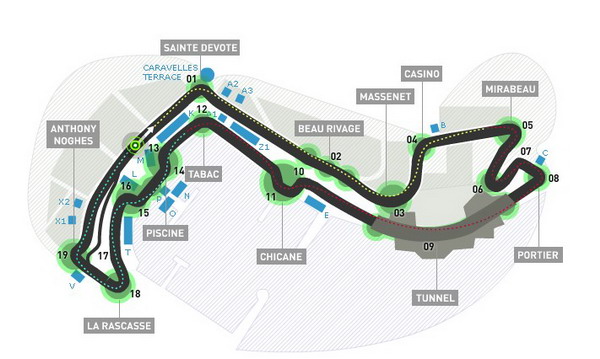 SAINTE DEVOTE
CARAVELLES
TERRACE
01
A2
A3
CASINO
MIRABEAU
MASSENET
ANTHONY
NOGHES
12
K
Z1
B
05
04
BEAU RIVAGE
02
13
M
14
07
C
TABAC
L
16
10
11
06
08
X2
P
N
O
15
X1
E
03
PISCINE
T
09
19
17
CHICANE
PORTIER
V
18
TUNNEL
LA RASCASSE